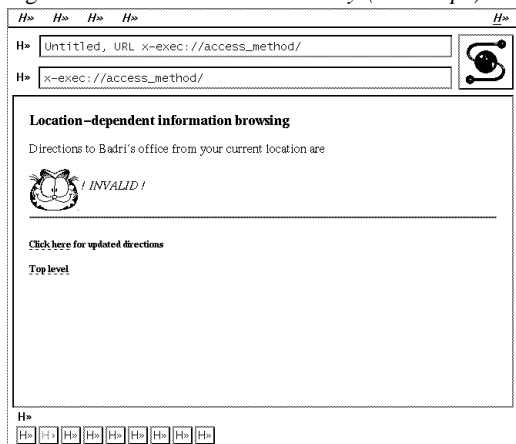 H» H» H» H» H»
H» Untitled, URL x-exec://access_method/
H» x-exec://access_method/
Location-dependent information browsing
Directions to Badri's office from your current location are
! INVALID !
Click here for updated directions
Top level
H»
H» H» H» H» H» H» H» H» H»